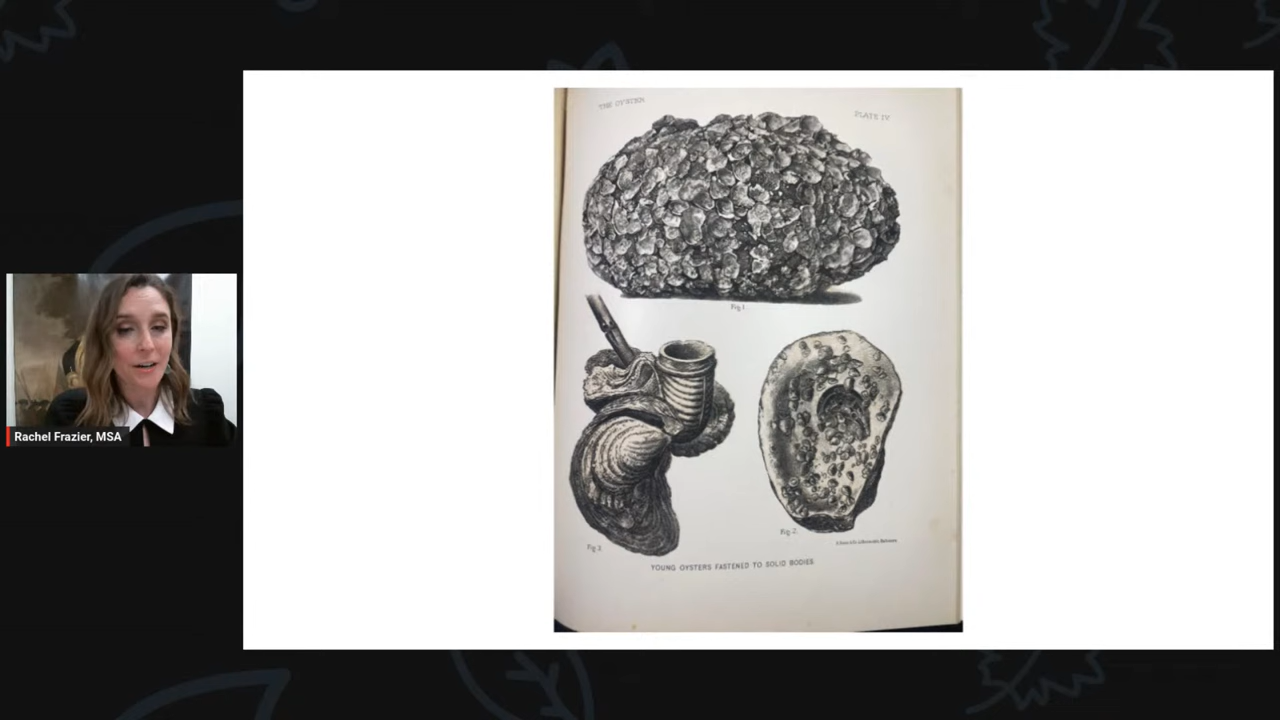 THE OYSTER.
PLATE IV.
Fig. 1.
Fig. 3.
Fig. 2.
YOUNG OYSTERS FASTENED TO SOLID BODIES
Rachel Frazier, MSA